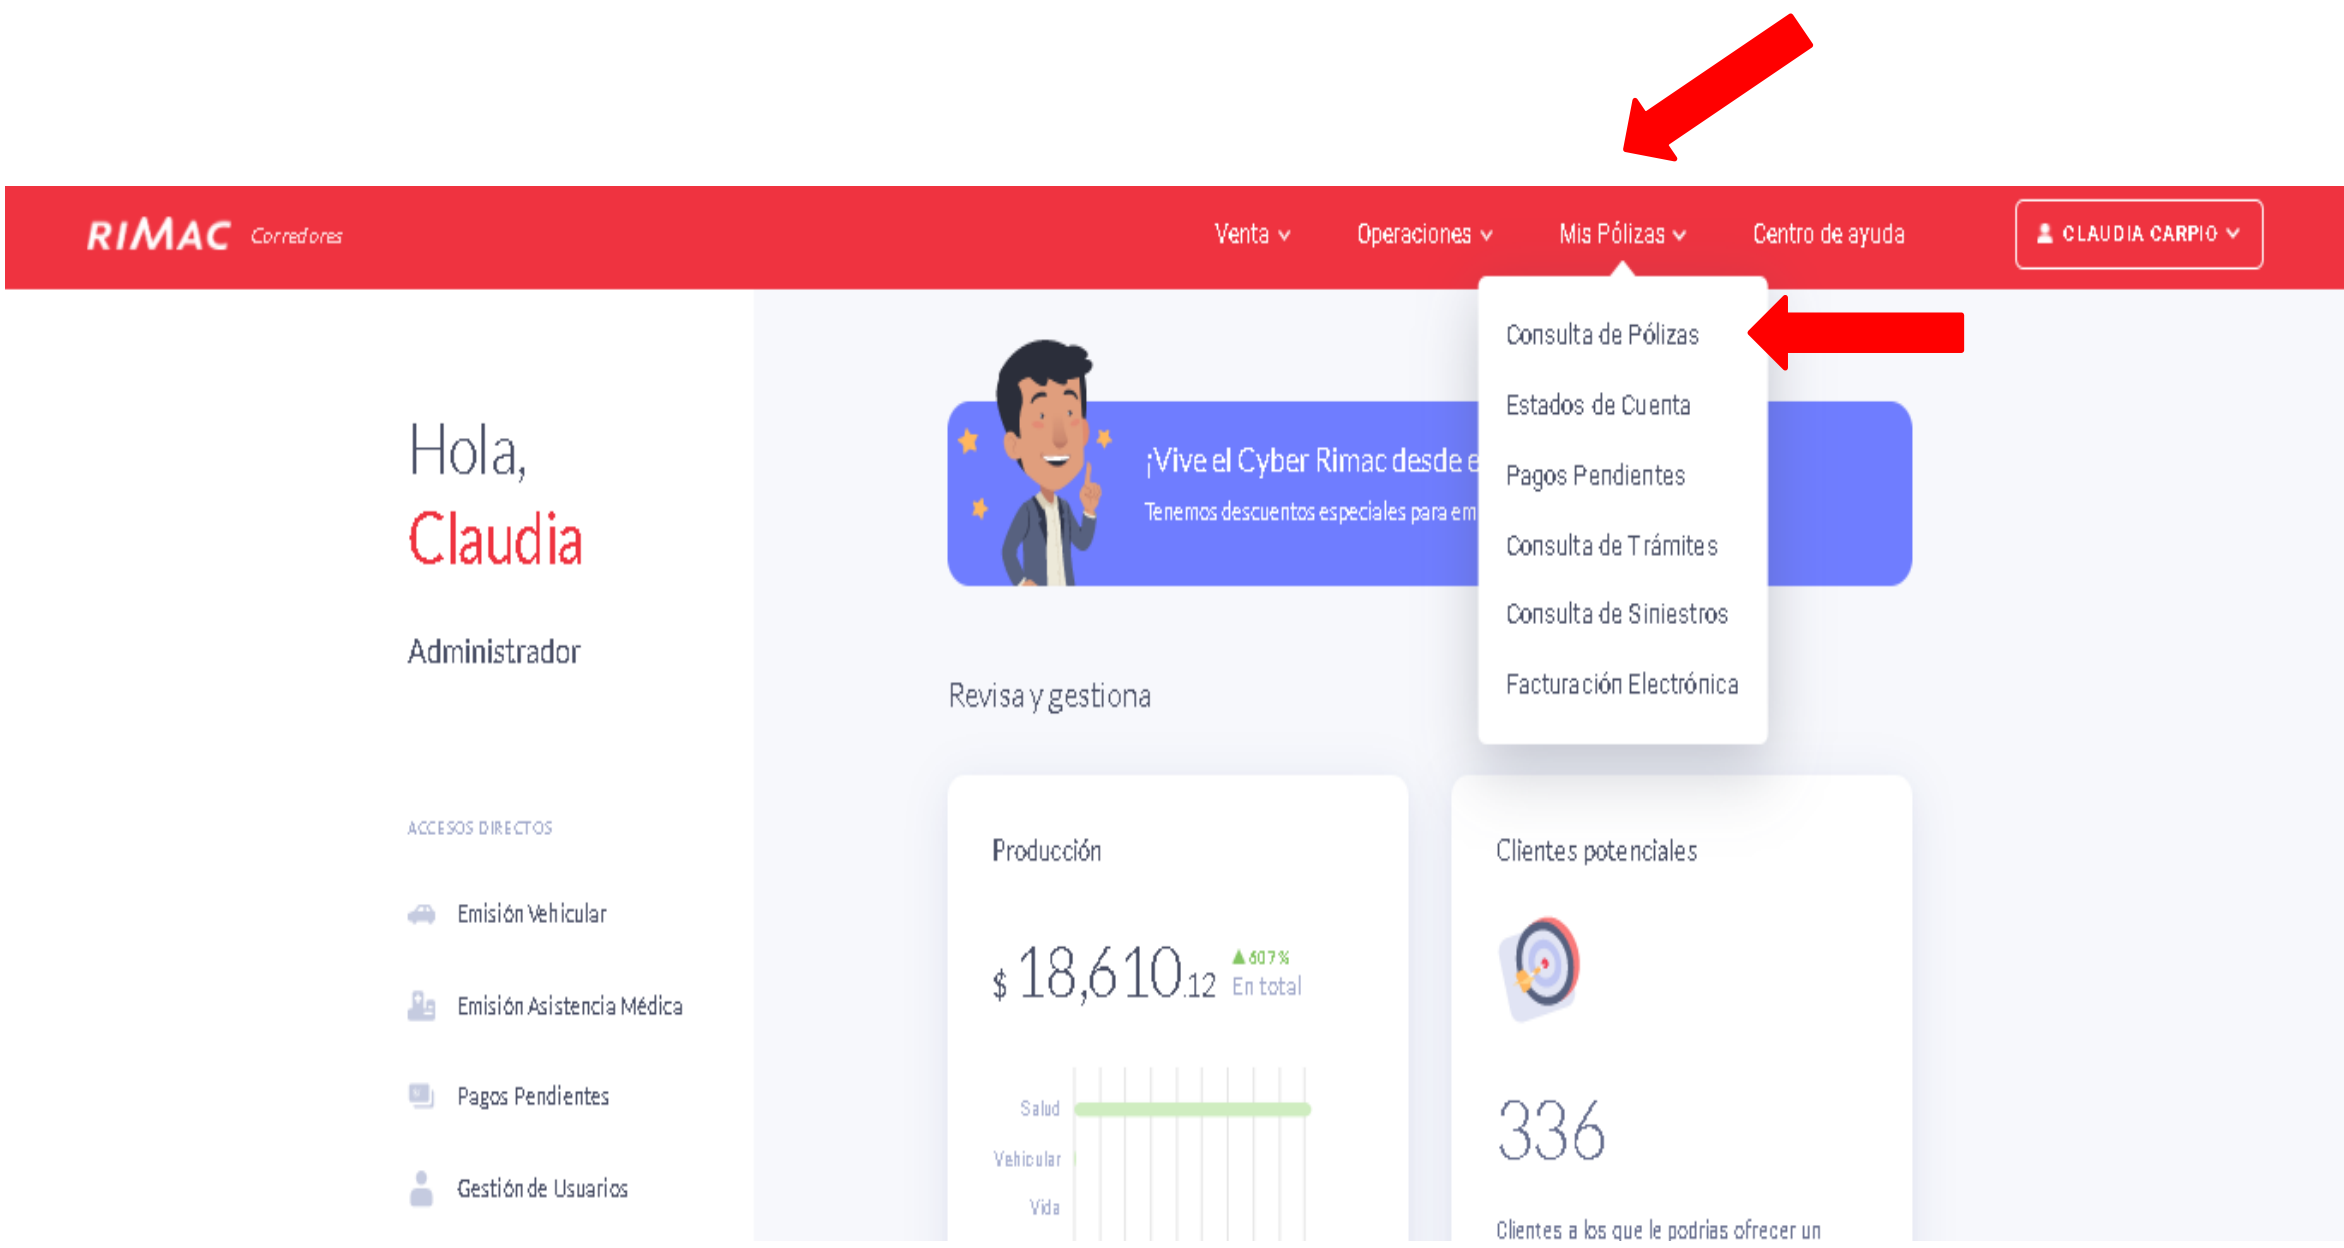 RIMAC Corredores
Venta
Operaciones
Mis Pólizas
Centro de ayuda
CLAUDIA CARPIO
Consulta de Pólizas
Estados de Cuenta
Pagos Pendientes
Consulta de Trámites
Consulta de Siniestros
Facturación Electrónica
Hola,
Claudia
Administrador
ACCESOS DIRECTOS
Emisión Vehicular
Emisión Asistencia Médica
Pagos Pendientes
Gestión de Usuarios
¡Vive el Cyber Rimac desde e
Tenemos descuentos especiales para em
Revisa y gestiona
Producción
$ 18,610.12
607%
En total
Salud
Vehicular
Vida
Clientes potenciales
336
Clientes a los que le podrias ofrecer un